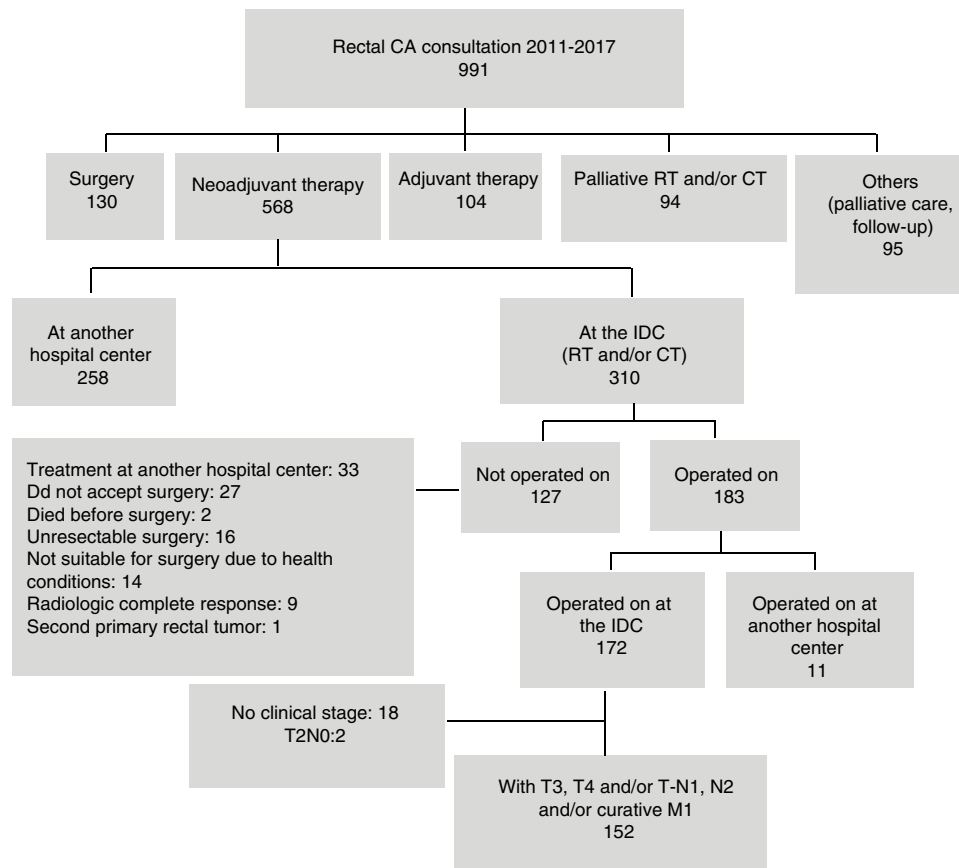 Rectal CA consultation 2011-2017
991
Surgery
130
Neoadjuvant therapy
568
Adjuvant therapy
104
Palliative RT and/or CT
94
Others
(palliative care,
follow-up)
95
At another
hospital center
258
At the IDC
(RT and/or CT)
310
Treatment at another hospital center: 33
Dd not accept surgery: 27
Died before surgery: 2
Unresectable surgery: 16
Not suitable for surgery due to health
conditions: 14
Radiologic complete response: 9
Second primary rectal tumor: 1
Not operated on
127
Operated on
183
Operated on at
the IDC
172
Operated on at
another hospital
center
11
No clinical stage: 18
T2N0:2
With T3, T4 and/or T-N1, N2
and/or curative M1
152